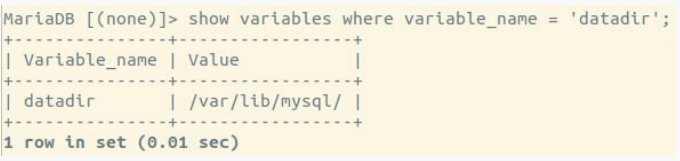 MariaDB [(none)]> show variables where variable_name = 'datadir';
+---------------+-----------------+
| Variable_name | Value           |
+---------------+-----------------+
| datadir       | /var/lib/mysql/ |
+---------------+-----------------+
1 row in set (0.01 sec)